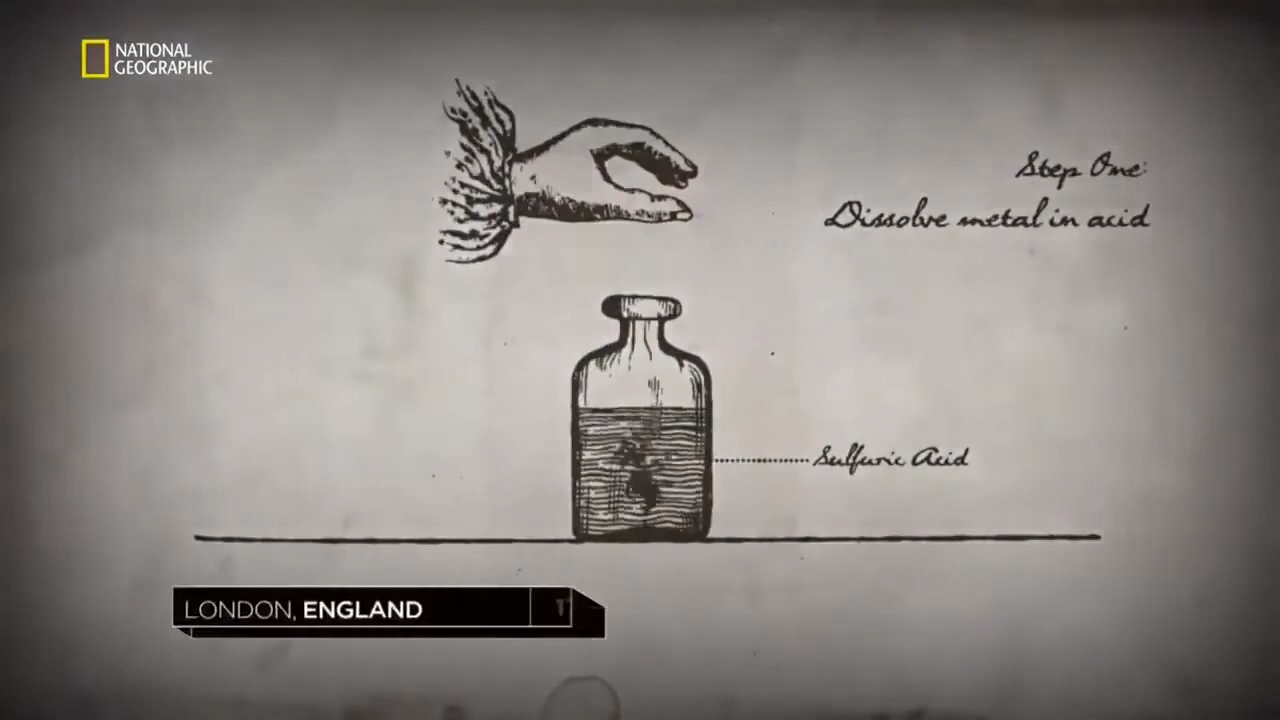 NATIONAL
GEOGRAPHIC
Step One:
Dissolve metal in acid
Sulfuric Acid
LONDON, ENGLAND